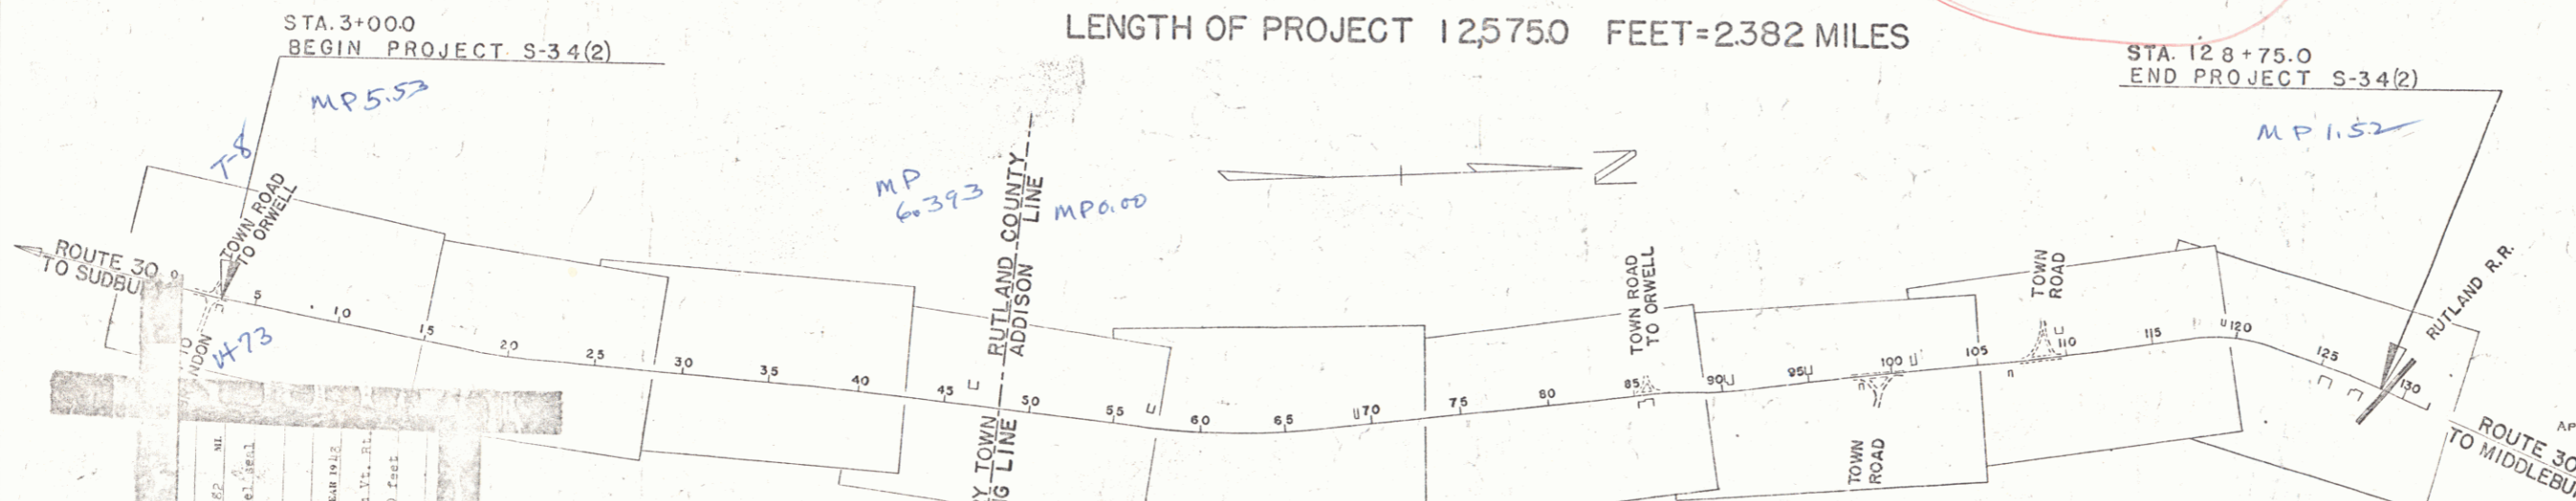 STA. 3+00.0
BEGIN PROJECT S-34(2)
LENGTH OF PROJECT 12,575.0 FEET=2.382 MILES
STA. 128+75.0
END PROJECT S-34(2)
MP 5.53
MP 1.52
T-8
MP
6.393
MP 0.00
N
TOWN ROAD
TO ORWELL
RUTLAND COUNTY
ADDISON LINE
ROUTE 30
TO
TOWN ROAD
TO ORWELL
TOWN
ROAD
RUTLAND R.R.
5
10
15
20
25
30
35
40
45
50
55
60
65
70
75
80
85
90
95
100
105
110
115
120
125
130
TOWN
LINE
TOWN
ROAD
ROUTE 30
TO